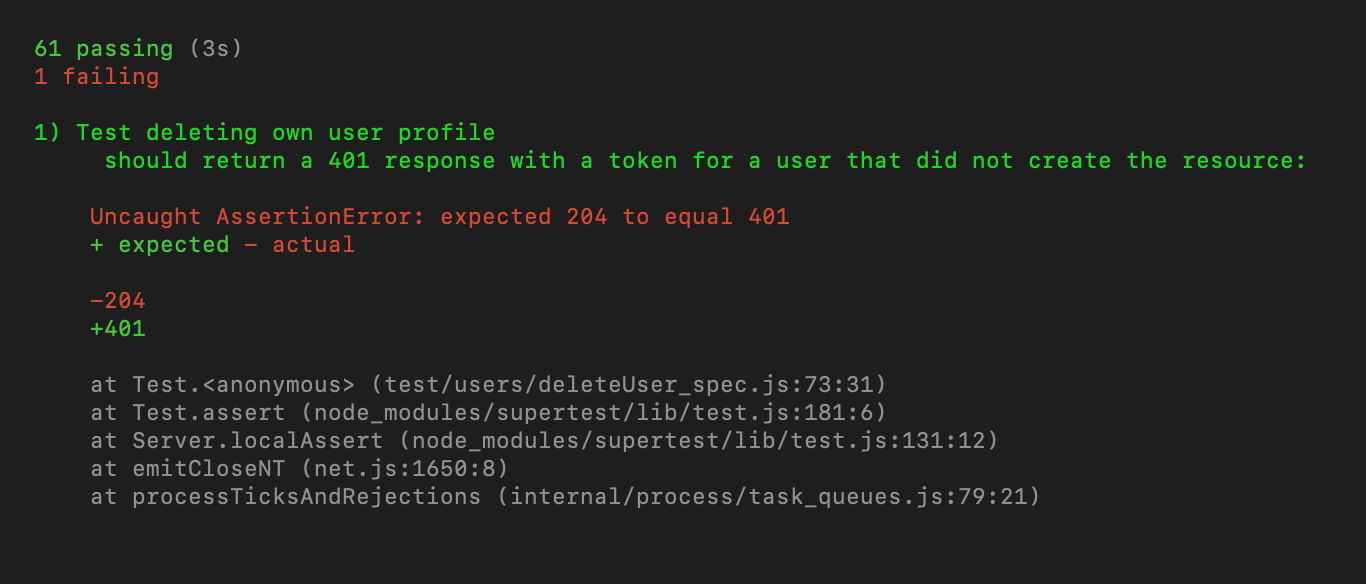 61 passing (3s)
1 failing
1) Test deleting own user profile
should return a 401 response with a token for a user that did not create the resource:
Uncaught AssertionError: expected 204 to equal 401
+ expected - actual
-204
+401
at Test.<anonymous> (test/users/deleteUser_spec.js:73:31)
at Test.assert (node_modules/supertest/lib/test.js:181:6)
at Server.localAssert (node_modules/supertest/lib/test.js:131:12)
at emitCloseNT (net.js:1650:8)
at processTicksAndRejections (internal/process/task_queues.js:79:21)